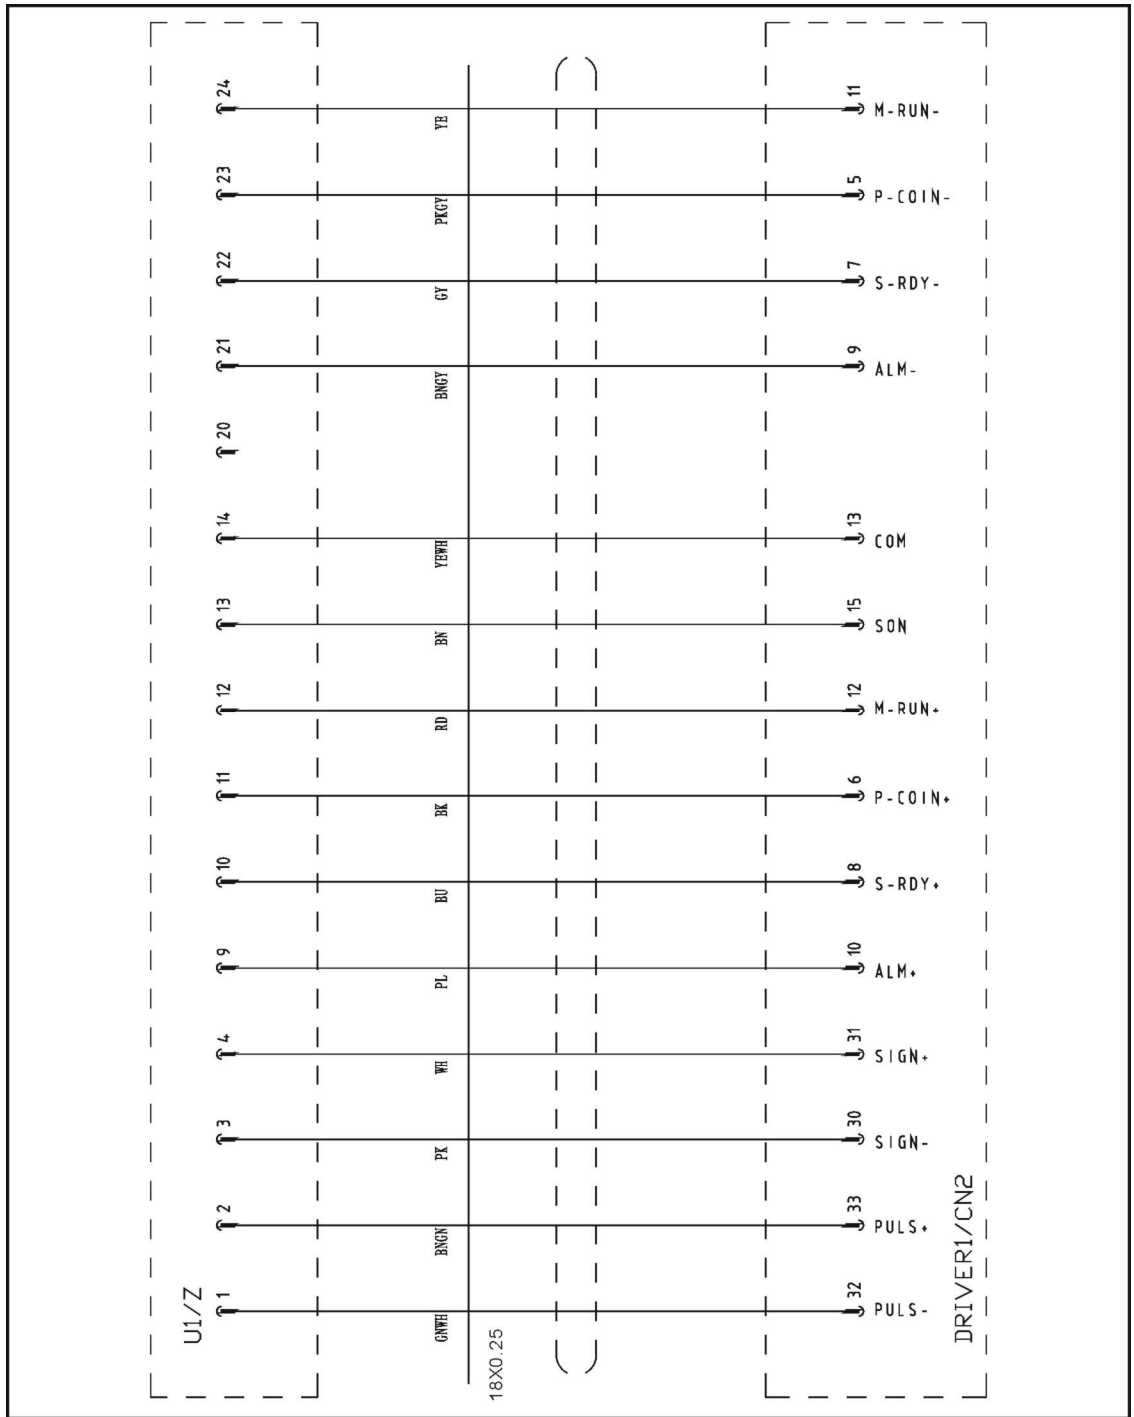 24 YE 11 M-RUN-
23 PKGY 5 P-COIN-
22 GY 7 S-RDY-
21 BNGY 9 ALM-
20
14 YEWH 13 COM
13 BN 15 SON
12 RD 12 M-RUN+
11 BK 6 P-COIN+
10 BU 8 S-RDY+
9 PL 10 ALM+
4 WH 31 SIGN+
3 PK 30 SIGN-
2 BNGN 33 PULS+
1 GNWH 32 PULS-
U1/Z
18X0.25
DRIVER1/CN2